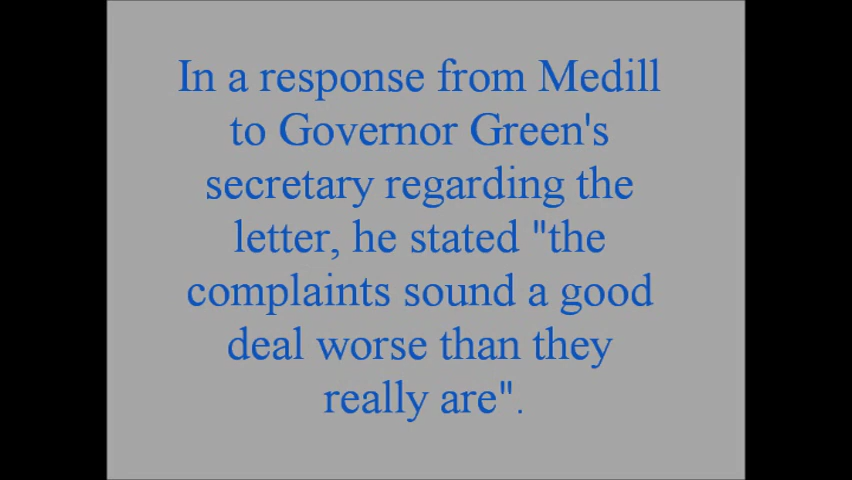 In a response from Medill
to Governor Green's
secretary regarding the
letter, he stated "the
complaints sound a good
deal worse than they
really are".